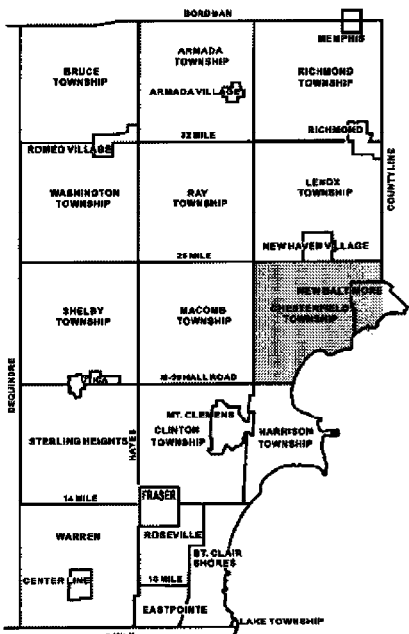 BORDMAN
MEMPHIS
ARMADA
TOWNSHIP
BRUCE
TOWNSHIP
RICHMOND
TOWNSHIP
ARMADA VILLAGE
RICHMOND
32 MILE
ROMEO VILLAGE
COUNTYLINE
WASHINGTON
TOWNSHIP
RAY
TOWNSHIP
LENOX
TOWNSHIP
NEW HAVEN VILLAGE
26 MILE
NEW BALTIMORE
CHESTERFIELD
TOWNSHIP
SHELBY
TOWNSHIP
MACOMB
TOWNSHIP
DEQUINDRE
UTICA
M-59 HALL ROAD
MT. CLEMENS
CLINTON
TOWNSHIP
HARRISON
TOWNSHIP
STERLING HEIGHTS
HAYES
14 MILE
FRASER
WARREN
ROSEVILLE
ST. CLAIR
SHORES
CENTER LINE
10 MILE
EASTPOINTE
LAKE TOWNSHIP